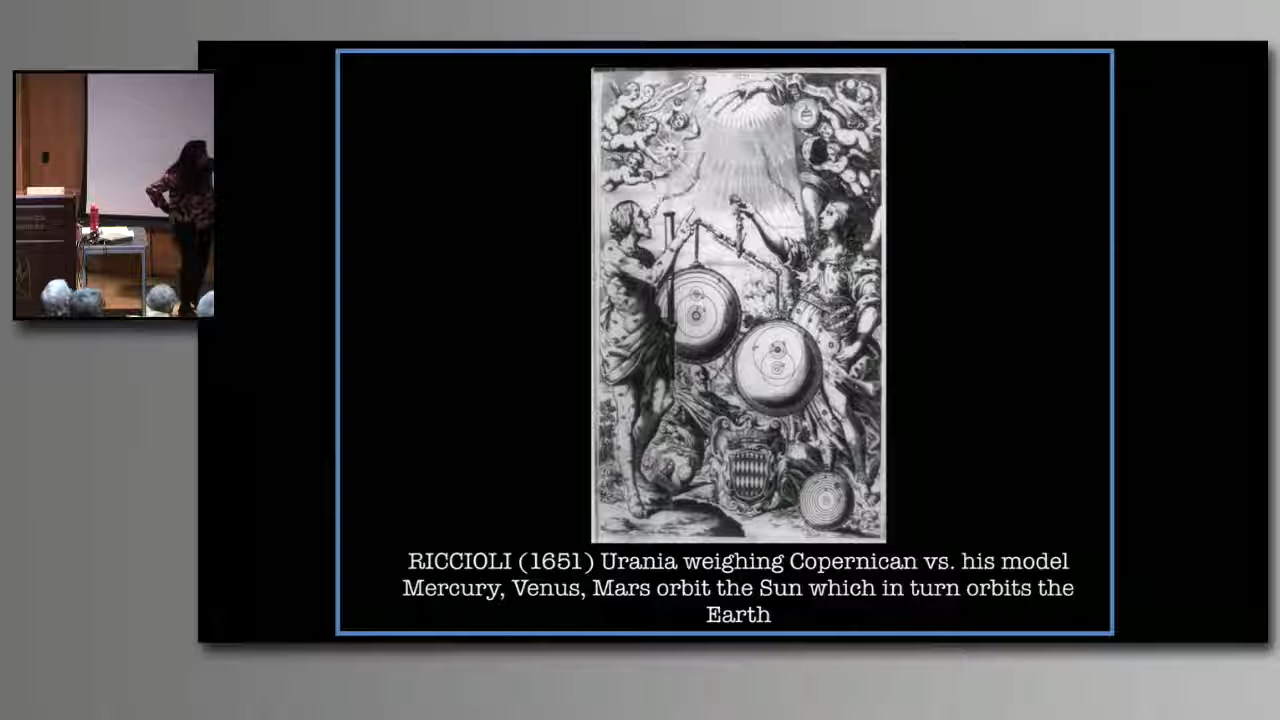 RICCIOLI (1651) Urania weighing Copernican vs. his model
Mercury, Venus, Mars orbit the Sun which in turn orbits the
Earth